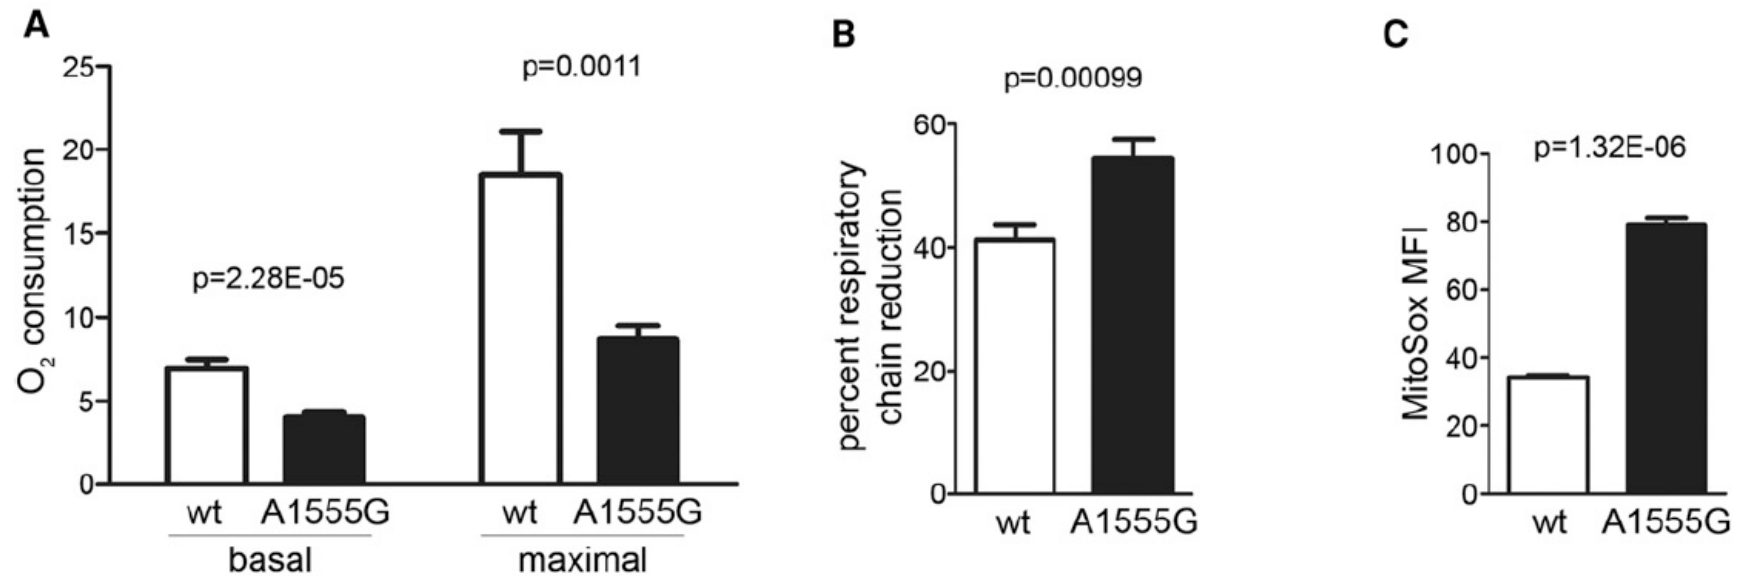 A
O₂ consumption
25
20
15
10
5
0
p=2.28E-05
p=0.0011
wt A1555G wt A1555G
basal maximal
B
percent respiratory
chain reduction
p=0.00099
60
40
20
0
wt A1555G
C
MitoSox MFI
p=1.32E-06
100
80
60
40
20
0
wt A1555G